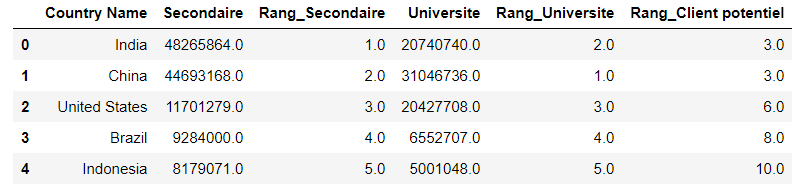 Country Name Secondaire Rang_Secondaire Universite Rang_Universite Rang_Client potentiel
0 India 48265864.0 1.0 20740740.0 2.0 3.0
1 China 44693168.0 2.0 31046736.0 1.0 3.0
2 United States 11701279.0 3.0 20427708.0 3.0 6.0
3 Brazil 9284000.0 4.0 6552707.0 4.0 8.0
4 Indonesia 8179071.0 5.0 5001048.0 5.0 10.0